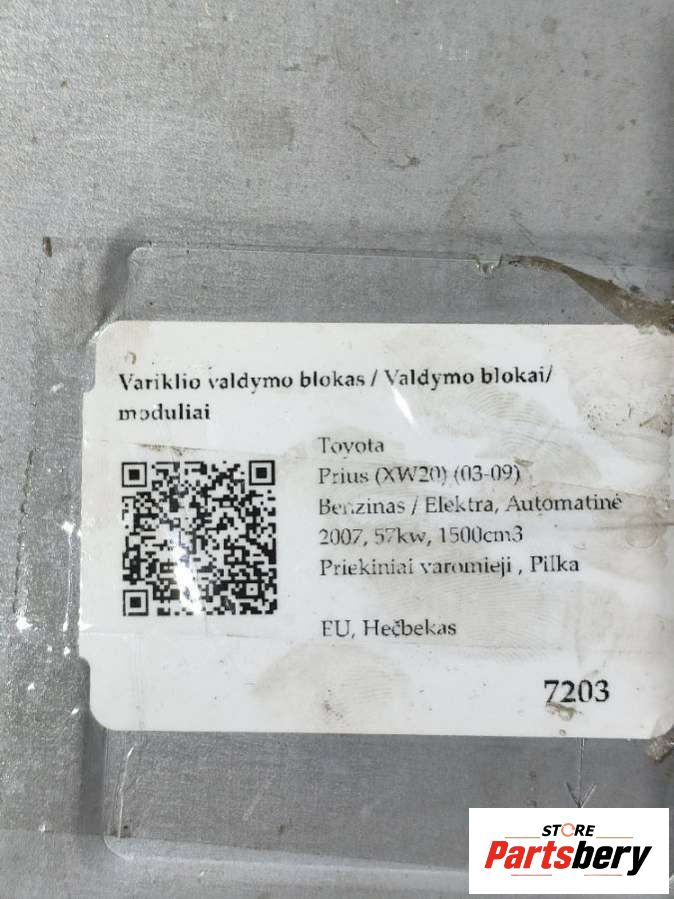 Variklio valdymo blokas / Valdymo blokai/
moduliai
Toyota
Prius (XW20) (03-09)
Benzinas / Elektra, Automatinė
2007, 57kw, 1500cm3
Priekiniai varomieji , Pilka
EU, Hečbekas
7203
STORE
Partsbery